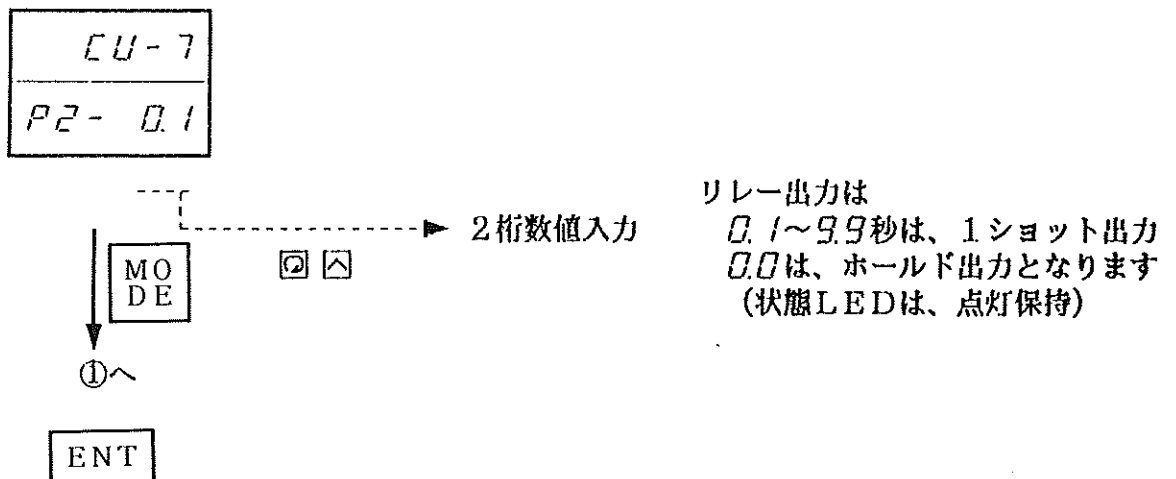 CU-7
P2- 0.1
リレー出力は
2桁数値入力
0.1～9.9秒は、1ショット出力
MO
DE
0.0は、ホールド出力となります
(状態LEDは、点灯保持)
①へ
ENT